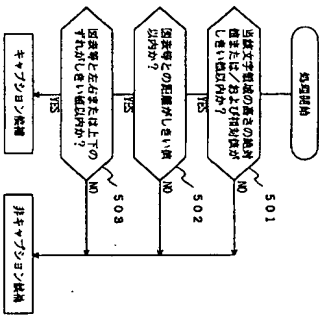 処理開始
当該文字領域の高さの絶対
値または／および相対値が
しきい値以内か？
NO
501
YES
図表等との距離がしきい値
以内か？
NO
502
YES
図表等と左右または上下の
ずれがしきい値以内か？
NO
503
YES
キャプション候補
非キャプション候補